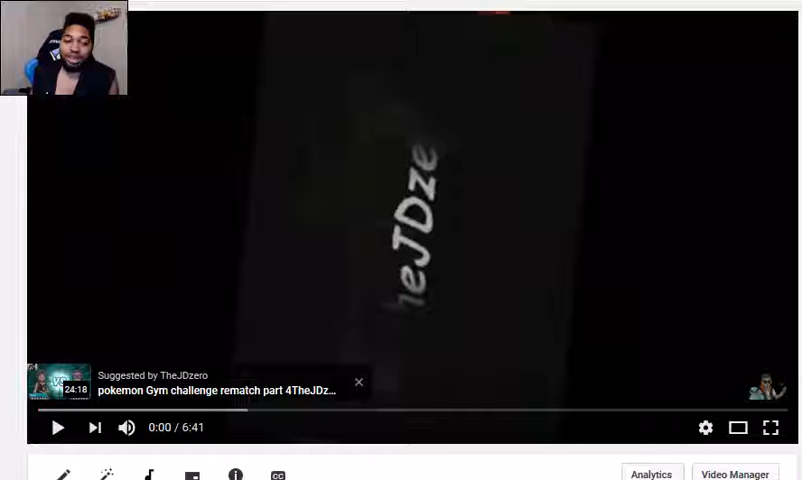 heJDze
Suggested by TheJDzero
24:18
pokemon Gym challenge rematch part 4TheJDz...
0:00 / 6:41
CC
Analytics
Video Manager